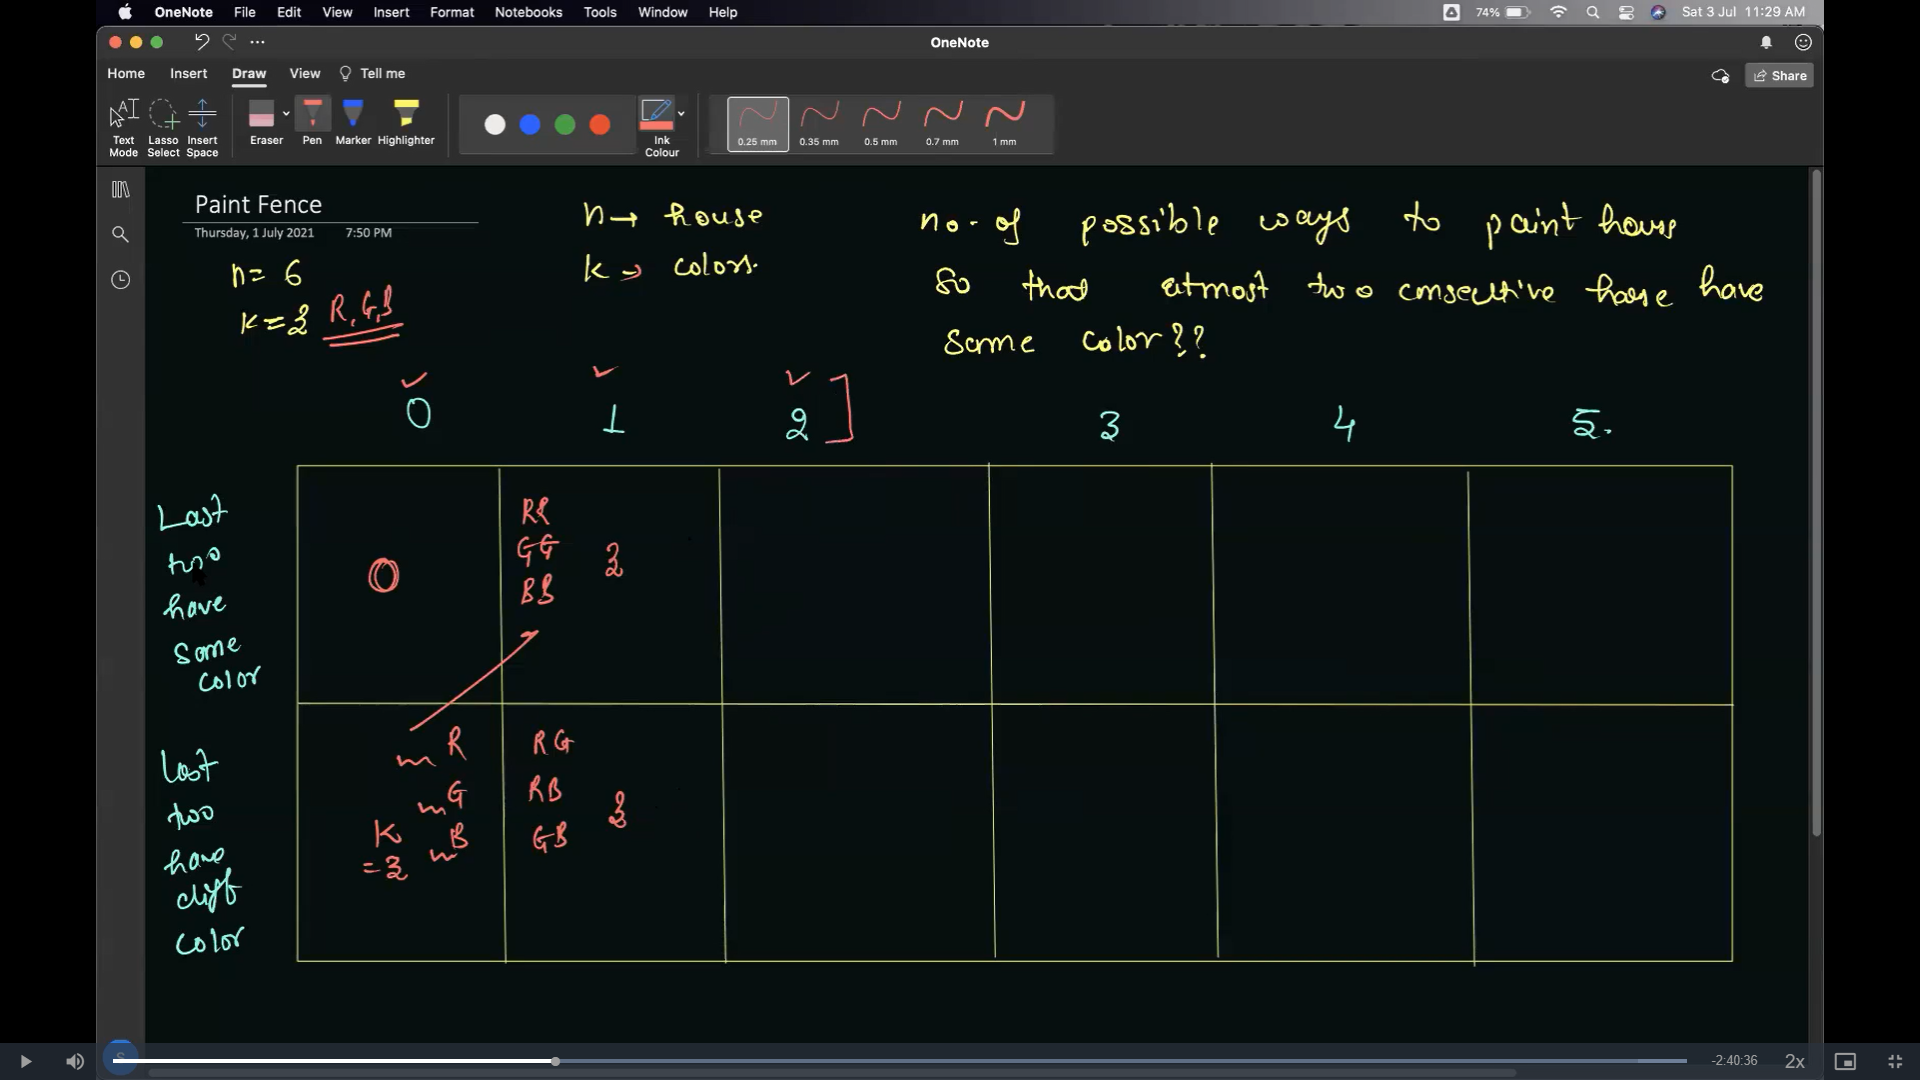 OneNote File Edit View Insert Format Notebooks Tools Window Help 74% Sat 3 Jul 11:29 AM
OneNote
Home Insert Draw View Tell me Share
Text Mode Lasso Select Insert Space Eraser Pen Marker Highlighter Ink Colour 0.25 mm 0.35 mm 0.5 mm 0.7 mm 1 mm
Paint Fence
Thursday, 1 July 2021 7:50 PM
n = 6
k = 3 R, G, B
n → house
k → colors.
no. of possible ways to paint house
So that atmost two consecutive house have
same color??
0 1 2 ] 3 4 5.
Last
two
have
same
color
0
RR
GG
BB
3
last
two
have
diff
color
R
G
B
K
= 3
RG
RB
GB
3
S
-2:40:36 2x